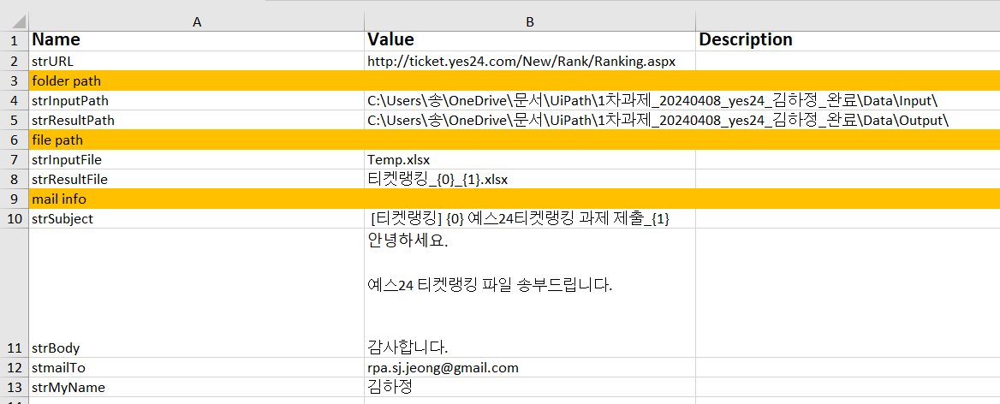 A B
1 Name Value Description
2 strURL http://ticket.yes24.com/New/Rank/Ranking.aspx
3 folder path
4 strInputPath C:\Users\송\OneDrive\문서\UiPath\1차과제_20240408_yes24_김하정_완료\Data\Input\
5 strResultPath C:\Users\송\OneDrive\문서\UiPath\1차과제_20240408_yes24_김하정_완료\Data\Output\
6 file path
7 strInputFile Temp.xlsx
8 strResultFile 티켓랭킹_{0}_{1}.xlsx
9 mail info
10 strSubject [티켓랭킹] {0} 예스24티켓랭킹 과제 제출_{1}
안녕하세요.
예스24 티켓랭킹 파일 송부드립니다.
11 strBody 감사합니다.
12 stmailTo rpa.sj.jeong@gmail.com
13 strMyName 김하정